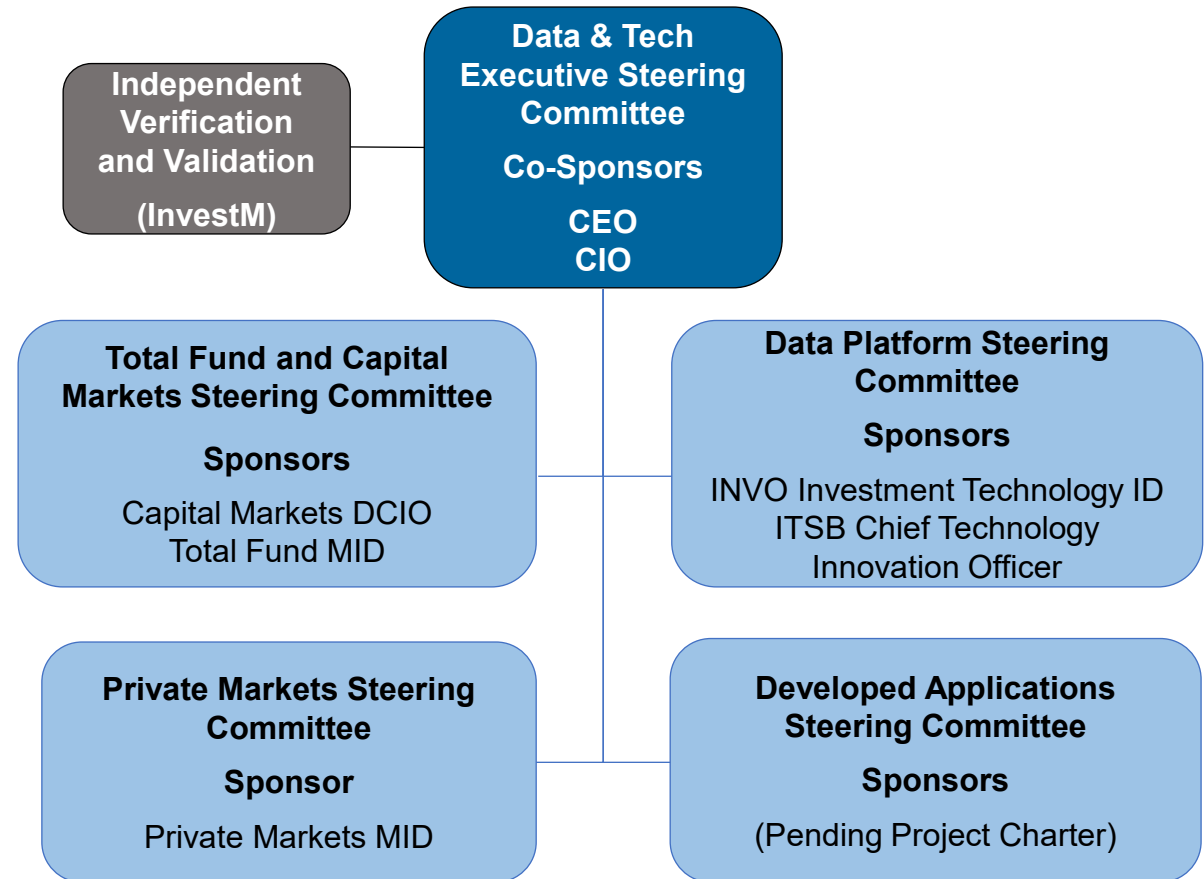 Data & Tech
Executive Steering
Committee
Co-Sponsors
CEO
CIO
Independent
Verification
and Validation
(InvestM)
Total Fund and Capital
Markets Steering Committee
Sponsors
Capital Markets DCIO
Total Fund MID
Data Platform Steering
Committee
Sponsors
INVO Investment Technology ID
ITSB Chief Technology
Innovation Officer
Private Markets Steering
Committee
Sponsor
Private Markets MID
Developed Applications
Steering Committee
Sponsors
(Pending Project Charter)